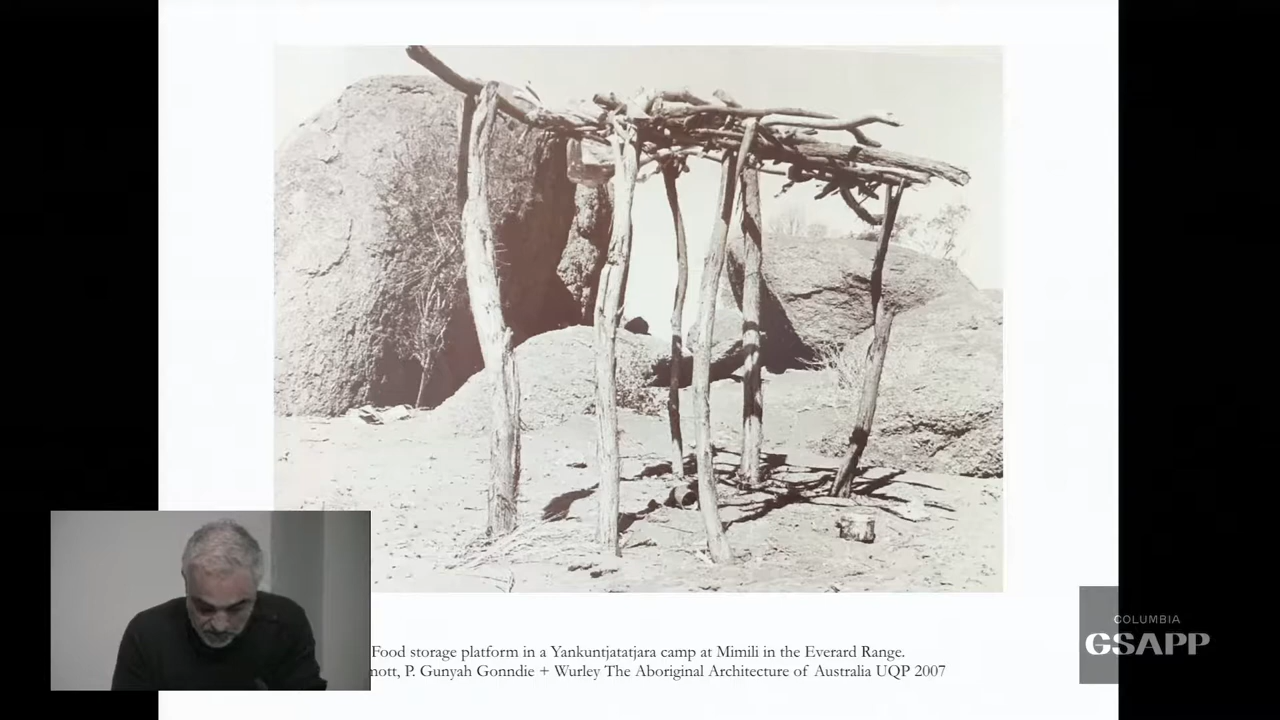 Food storage platform in a Yankuntjatatjara camp at Mimili in the Everard Range.
P. Gunyah Gonndie + Wurley The Aboriginal Architecture of Australia UQP 2007
COLUMBIA
GSAPP